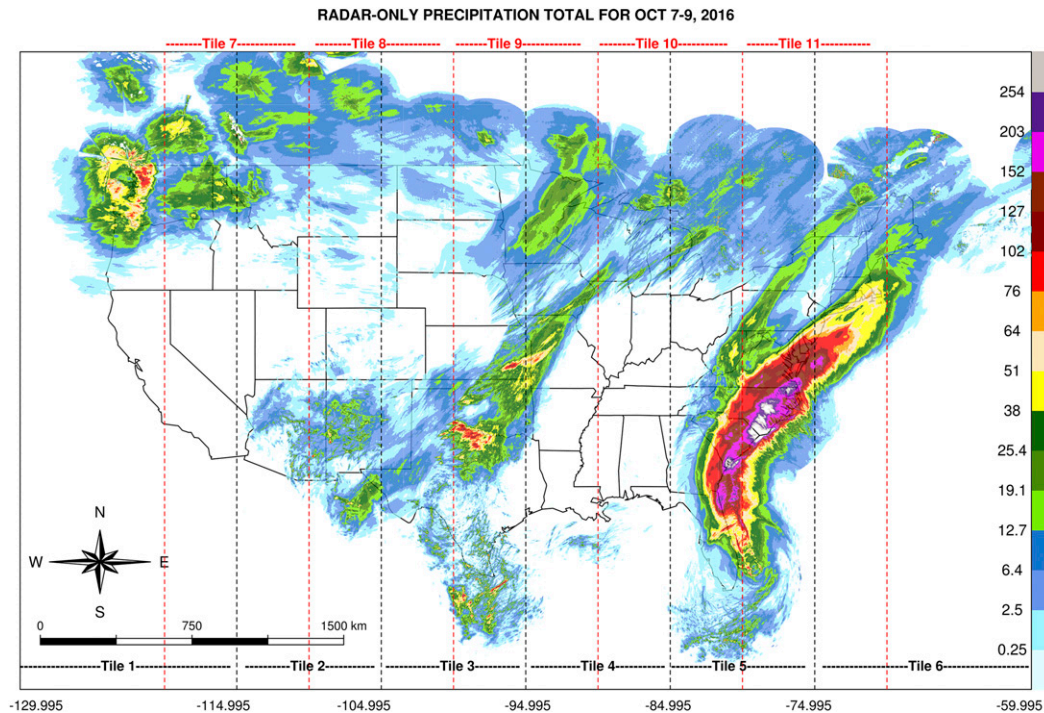 RADAR-ONLY PRECIPITATION TOTAL FOR OCT 7-9, 2016
--------Tile 7---------------- --------Tile 8---------------- --------Tile 9---------------- --------Tile 10---------------- --------Tile 11----------------
254
203
152
127
102
76
64
51
38
25.4
19.1
12.7
6.4
2.5
0.25
N
W E
S
0 750 1500 km
----------------Tile 1---------------- ----------------Tile 2---------------- ----------------Tile 3---------------- ----------------Tile 4---------------- ----------------Tile 5---------------- ----------------Tile 6----------------
-129.995 -114.995 -104.995 -94.995 -84.995 -74.995 -59.995